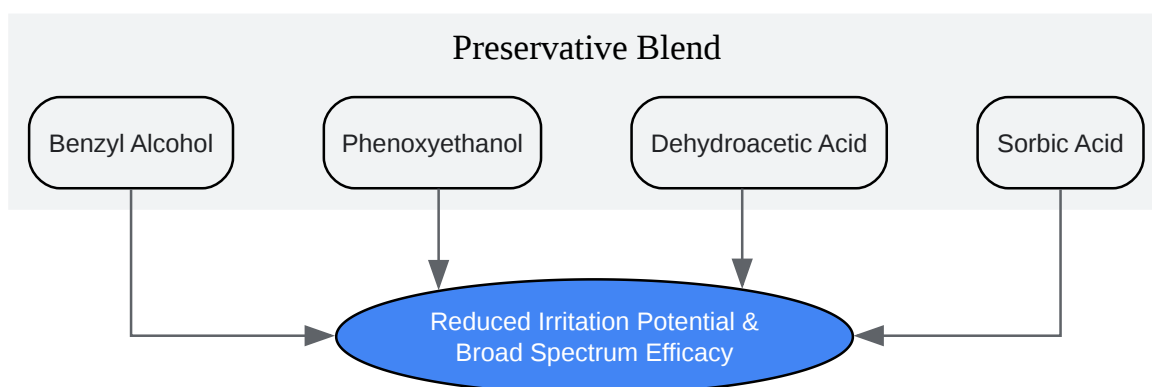 Preservative Blend
Benzyl Alcohol
Phenoxyethanol
Dehydroacetic Acid
Sorbic Acid
Reduced Irritation Potential &
Broad Spectrum Efficacy